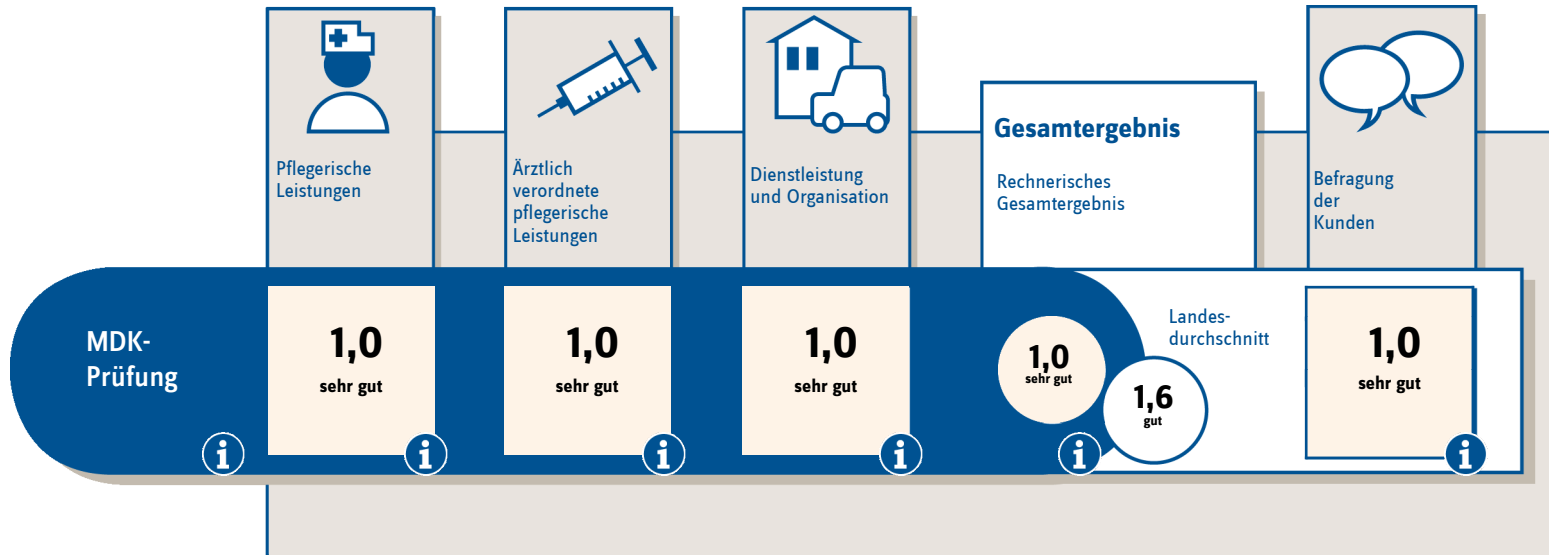 Pflegerische
Leistungen
Ärztlich
verordnete
pflegerische
Leistungen
Dienstleistung
und Organisation
Gesamtergebnis
Rechnerisches
Gesamtergebnis
Befragung
der
Kunden
MDK-
Prüfung
1,0
sehr gut
1,0
sehr gut
1,0
sehr gut
1,0
sehr gut
Landes-
durchschnitt
1,6
gut
1,0
sehr gut
i
i
i
i
i
i